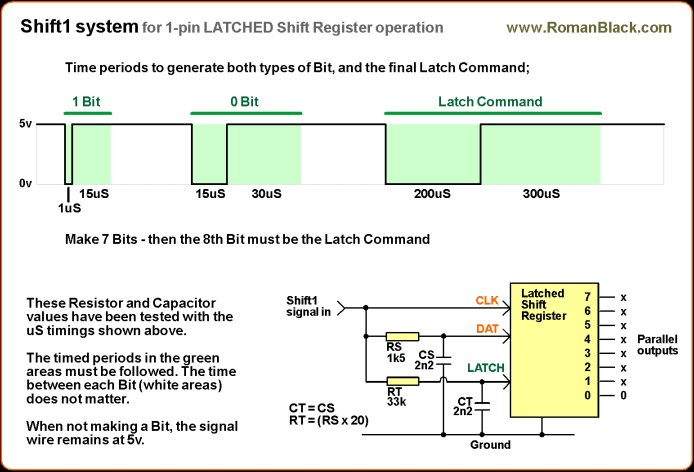 Shift1 system for 1-pin LATCHED Shift Register operation
www.RomanBlack.com
Time periods to generate both types of Bit, and the final Latch Command;
1 Bit
0 Bit
Latch Command
5v
0v
1uS
15uS
15uS
30uS
200uS
300uS
Make 7 Bits - then the 8th Bit must be the Latch Command
These Resistor and Capacitor
values have been tested with the
uS timings shown above.
The timed periods in the green
areas must be followed. The time
between each Bit (white areas)
does not matter.
When not making a Bit, the signal
wire remains at 5v.
Shift1
signal in
CLK
DAT
LATCH
RS
1k5
CS
2n2
RT
33k
CT
2n2
CT = CS
RT = (RS x 20)
Ground
Latched
Shift
Register
7 x
6 x
5 x
4 x
3 x
2 x
1 x
0 0
Parallel
outputs